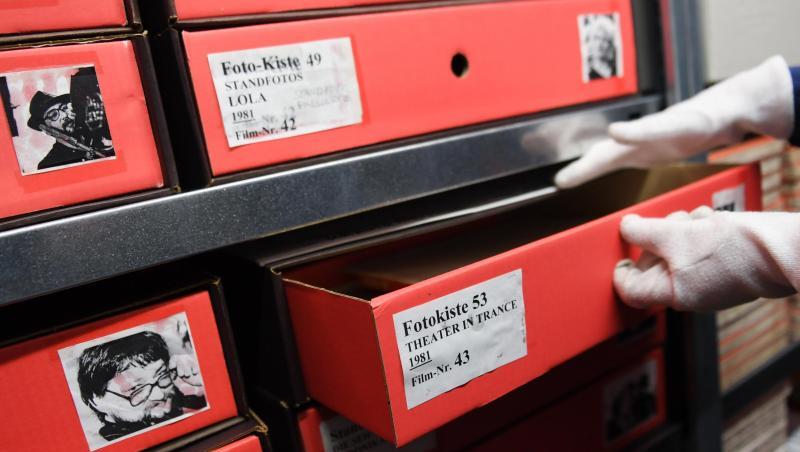 Foto-Kiste 49
STANDFOTOS
LOLA
1981
Film-Nr. 42
Fotokiste 53
THEATER IN TRANCE
1981
Film-Nr. 43